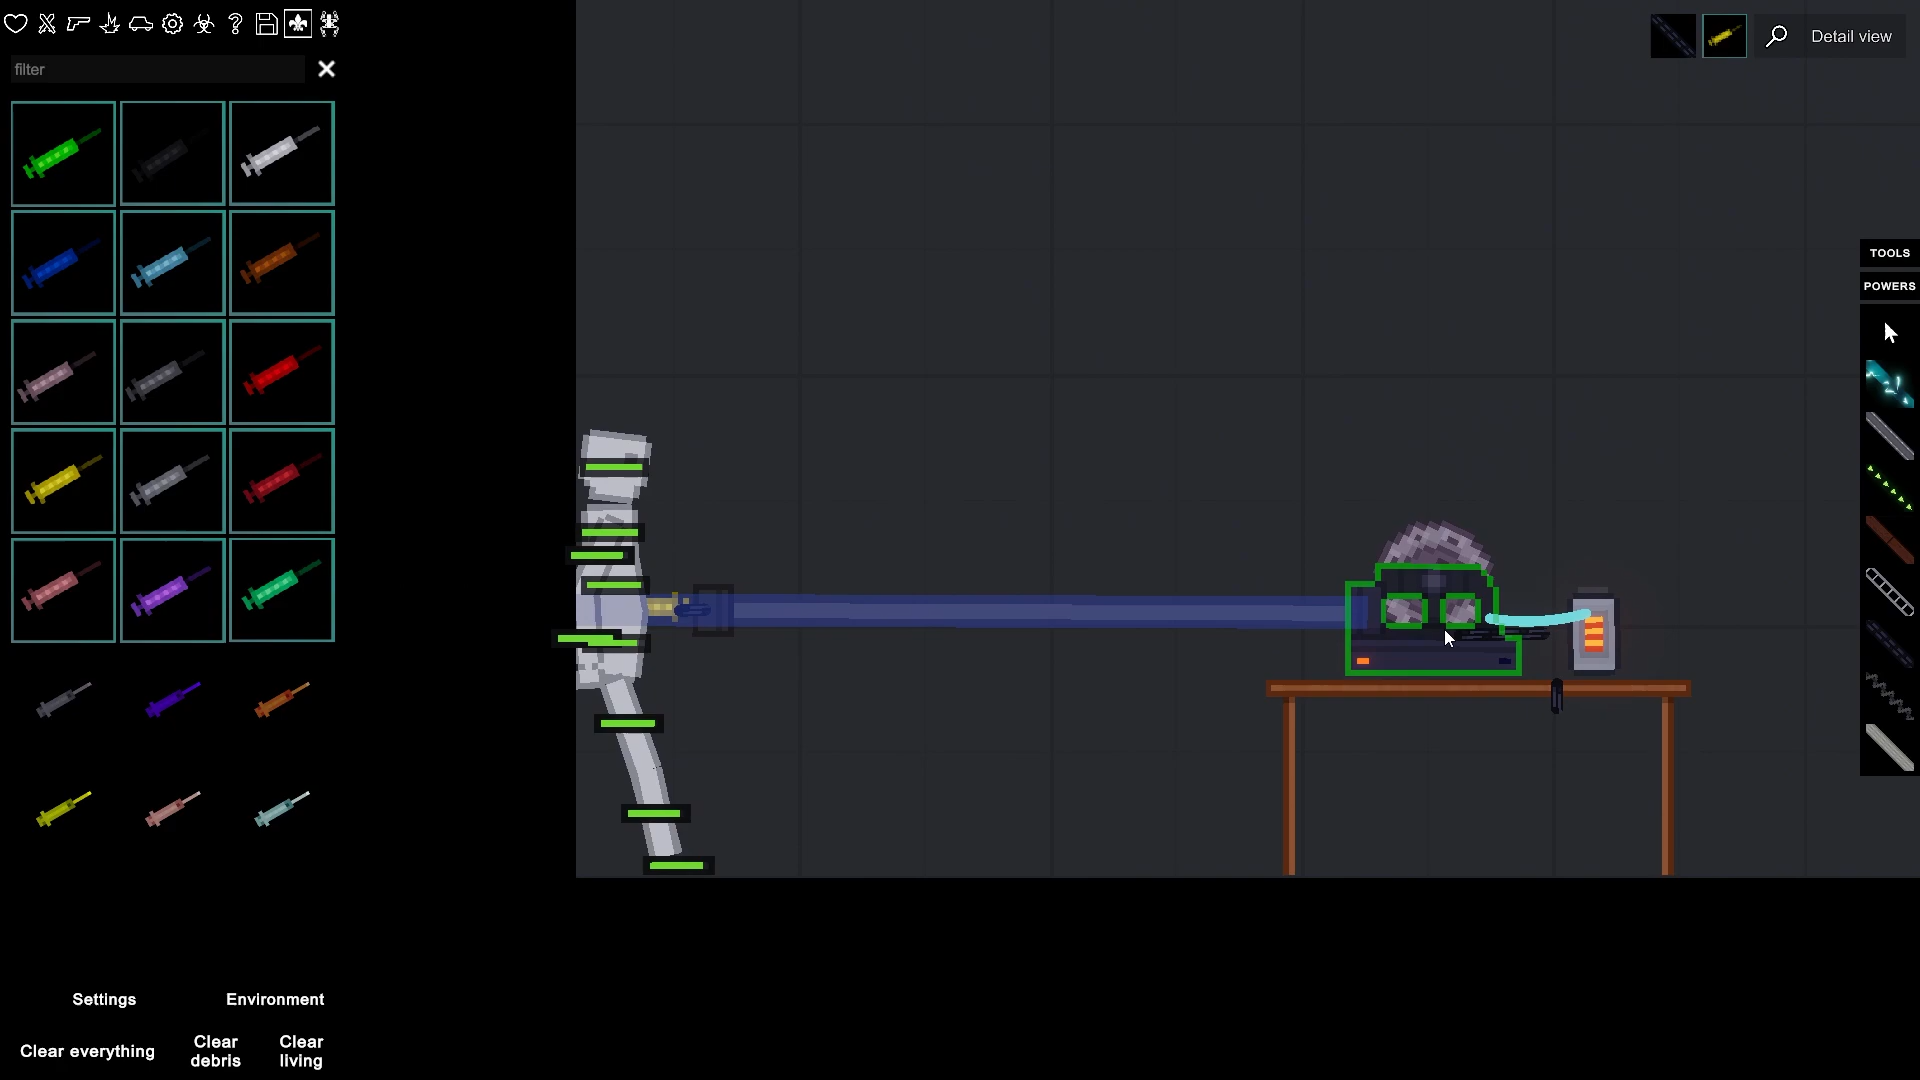 filter
Detail view
TOOLS
POWERS
Settings
Environment
Clear everything
Clear
debris
Clear
living